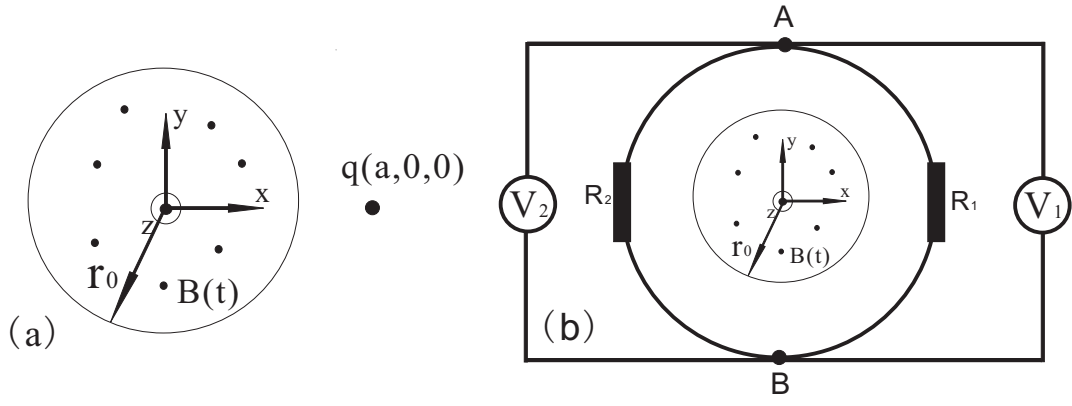 y
x
z
r₀
B(t)
q(a,0,0)
(a)
A
V₂
R₂
y
x
z
r₀
B(t)
R₁
V₁
(b)
B